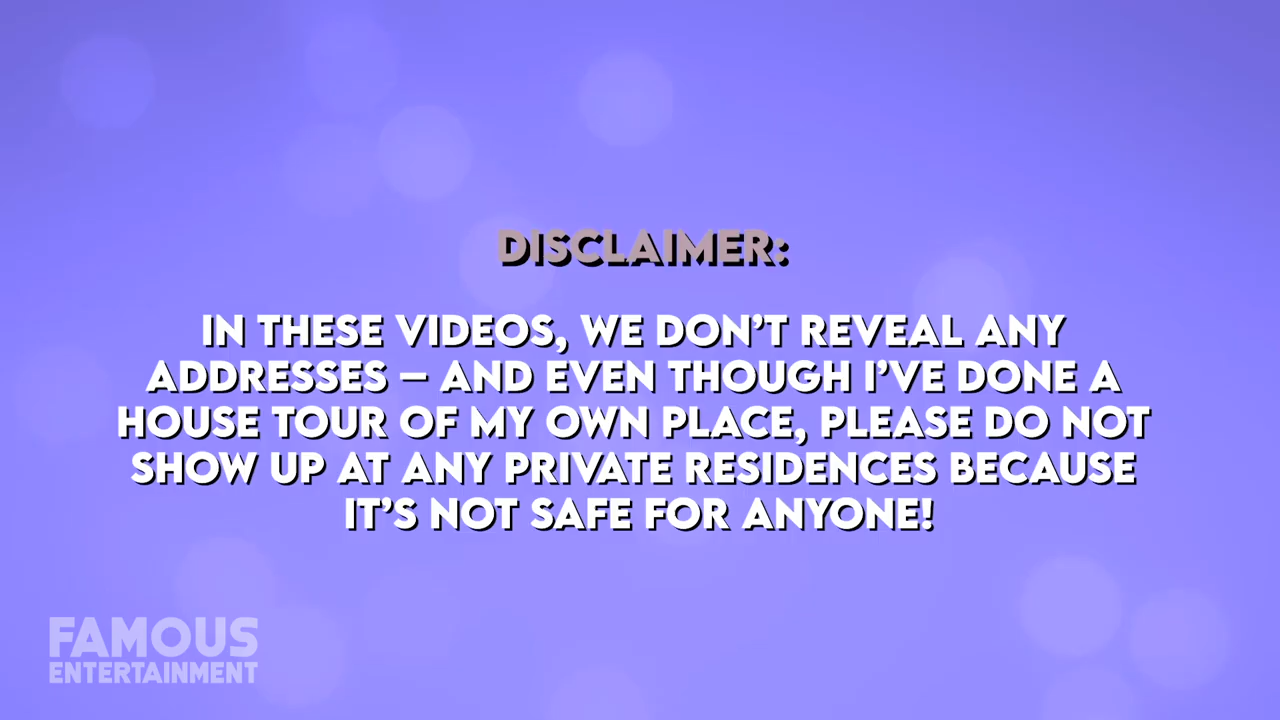 DISCLAIMER:
IN THESE VIDEOS, WE DON'T REVEAL ANY
ADDRESSES – AND EVEN THOUGH I'VE DONE A
HOUSE TOUR OF MY OWN PLACE, PLEASE DO NOT
SHOW UP AT ANY PRIVATE RESIDENCES BECAUSE
IT'S NOT SAFE FOR ANYONE!
FAMOUS
ENTERTAINMENT